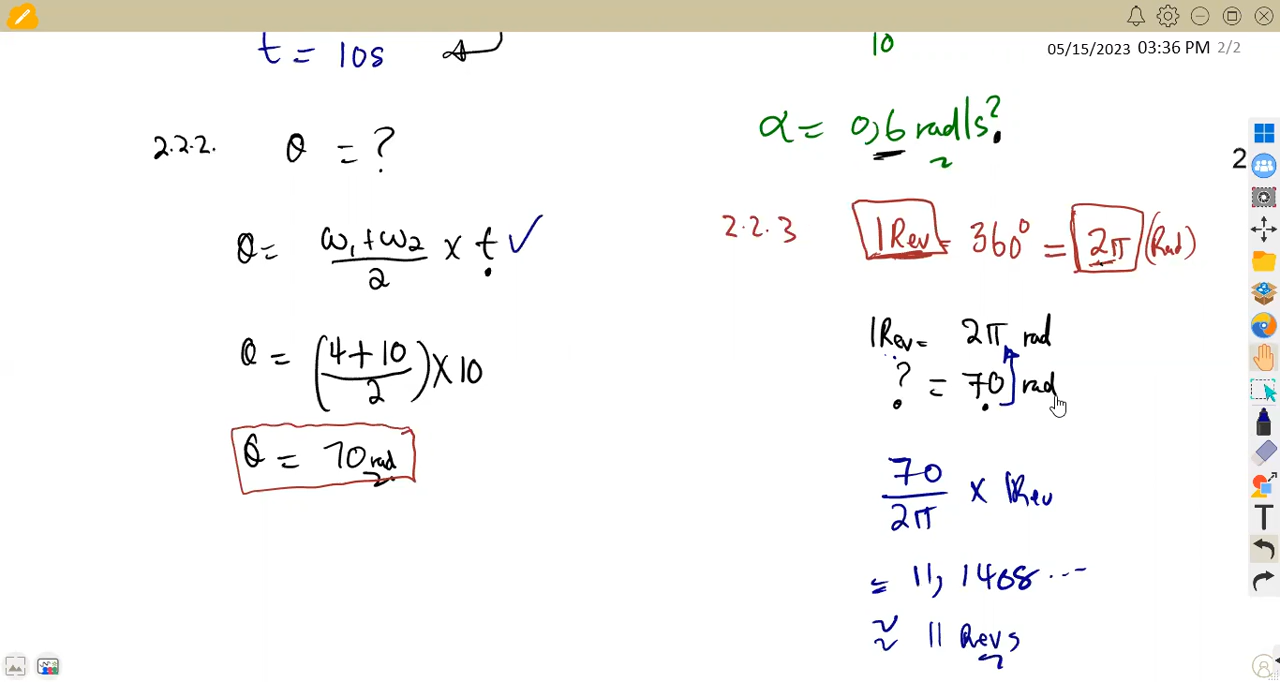 05/15/2023 03:36 PM 2/2
t = 10s
2.2.2. θ = ?
θ = ω₁+ω₂/2 × t ✓
θ = (4+10/2) × 10
θ = 70 rad
10
α = 0,6 rad/s².
2
2.2.3 1Rev = 360° = 2π (Rad)
1Rev = 2π rad
? = 70 rad
70/2π × 1Rev
= 11,1408...
≈ 11 Revs